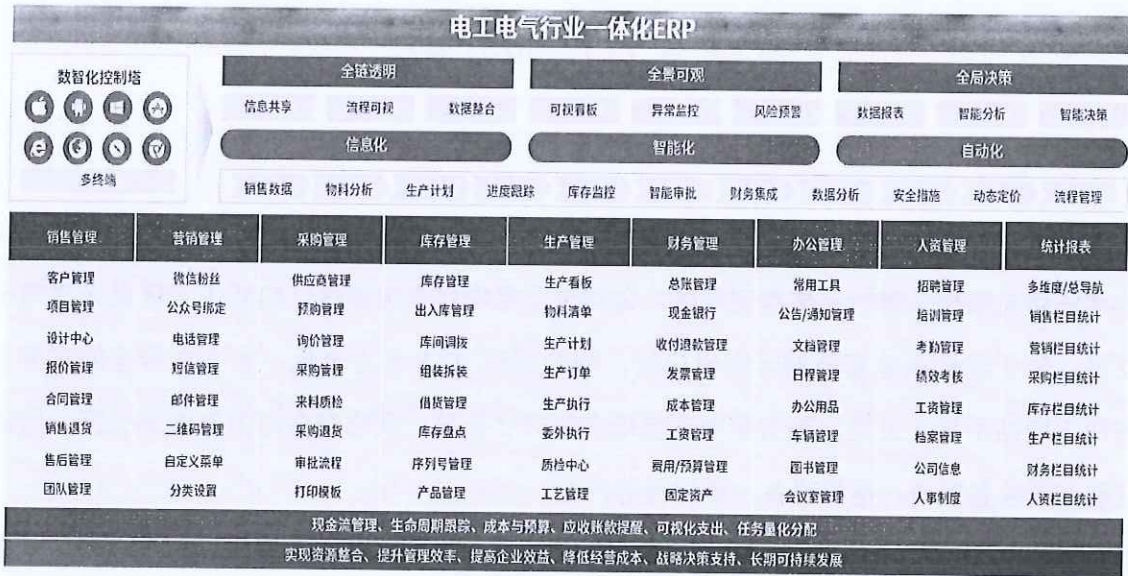 电工电气行业一体化ERP
数智化控制塔
多终端
全链透明 全景可观 全局决策
信息共享 流程可视 数据整合 可视看板 异常监控 风险预警 数据报表 智能分析 智能决策
信息化 智能化 自动化
销售数据 物料分析 生产计划 进度跟踪 库存监控 智能审批 财务集成 数据分析 安全措施 动态定价 流程管理
销售管理 营销管理 采购管理 库存管理 生产管理 财务管理 办公管理 人资管理 统计报表
客户管理 微信粉丝 供应商管理 库存管理 生产看板 总账管理 常用工具 招聘管理 多维度/总导航
项目管理 公众号绑定 预购管理 出入库管理 物料清单 现金银行 公告/通知管理 培训管理 销售栏目统计
设计中心 电话管理 询价管理 库间调拨 生产计划 收付退款管理 文档管理 考勤管理 营销栏目统计
报价管理 短信管理 采购管理 组装拆装 生产订单 发票管理 日程管理 绩效考核 采购栏目统计
合同管理 邮件管理 来料质检 借货管理 生产执行 成本管理 办公用品 工资管理 库存栏目统计
销售退货 二维码管理 采购退货 库存盘点 委外执行 工资管理 车辆管理 档案管理 生产栏目统计
售后管理 自定义菜单 审批流程 序列号管理 质检中心 费用/预算管理 图书管理 公司信息 财务栏目统计
团队管理 分类设置 打印模板 产品管理 工艺管理 固定资产 会议室管理 人事制度 人资栏目统计
现金流管理、生命周期跟踪、成本与预算、应收账款提醒、可视化支出、任务量化分配
实现资源整合、提升管理效率、提高企业效益、降低经营成本、战略决策支持、长期可持续发展